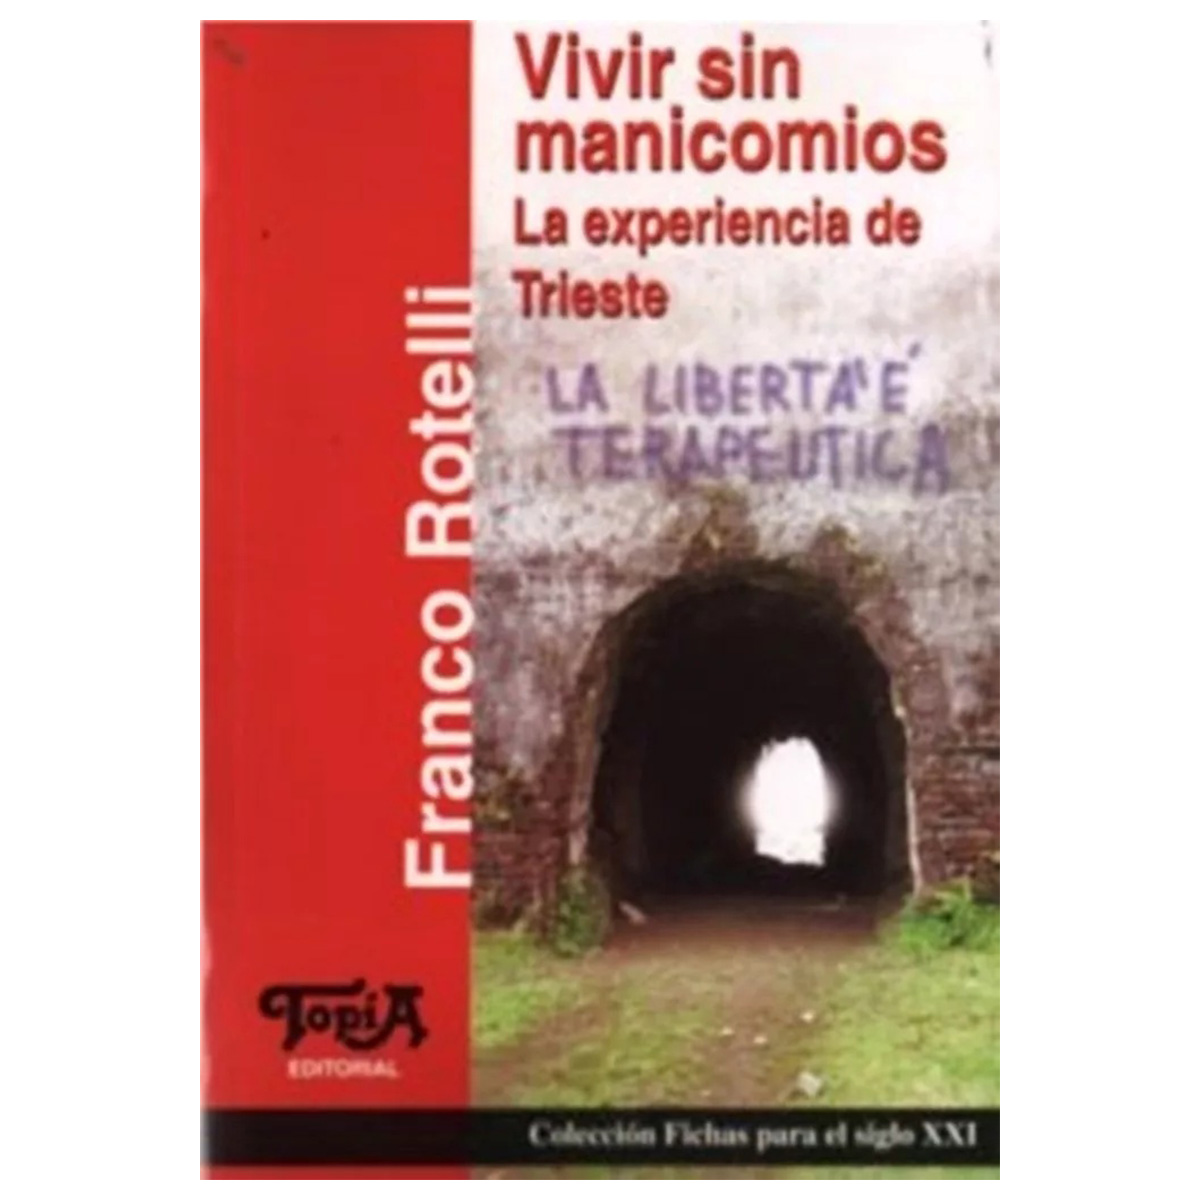 Vivir sin
manicomios
La experiencia de
Trieste
LA LIBERTA' É
TERAPEUTICA
Franco Rotelli
Topía
EDITORIAL
Colección Fichas para el siglo XXI